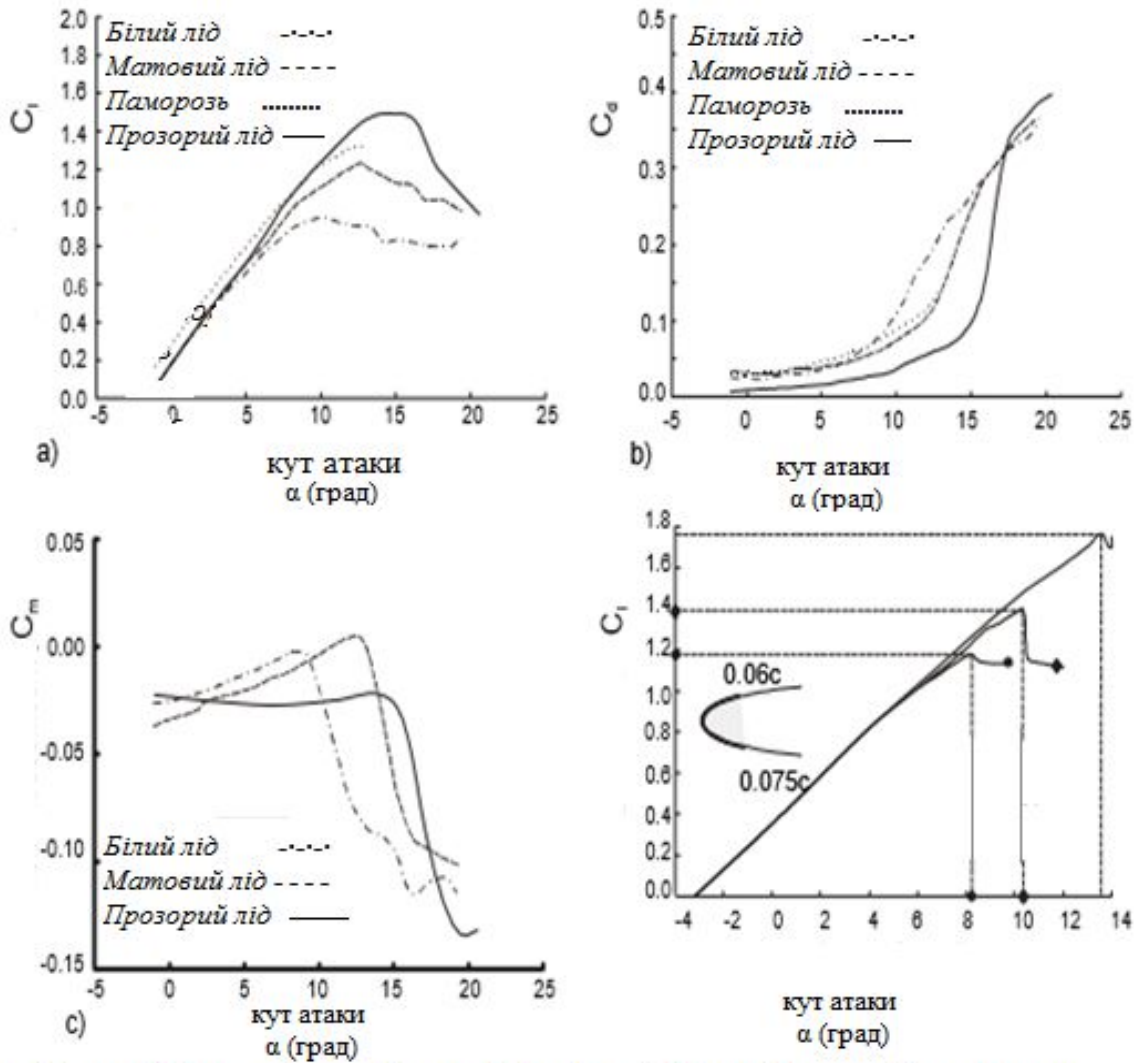 2.0
1.8
1.6
1.4
1.2
1.0
0.8
0.6
0.4
0.2
0.0
C_l
Білий лід
Матовий лід
Паморозь
Прозорий лід
-5 0 5 10 15 20 25
a)
кут атаки
α (град)
0.5
0.4
0.3
0.2
0.1
0.0
C_d
Білий лід
Матовий лід
Паморозь
Прозорий лід
-5 0 5 10 15 20 25
b)
кут атаки
α (град)
0.05
0.00
-0.05
-0.10
-0.15
C_m
Білий лід
Матовий лід
Прозорий лід
-5 0 5 10 15 20 25
c)
кут атаки
α (град)
1.8
1.6
1.4
1.2
1.0
0.8
0.6
0.4
0.2
0.0
C_l
0.06c
0.075c
-4 -2 0 2 4 6 8 10 12 14
кут атаки
α (град)